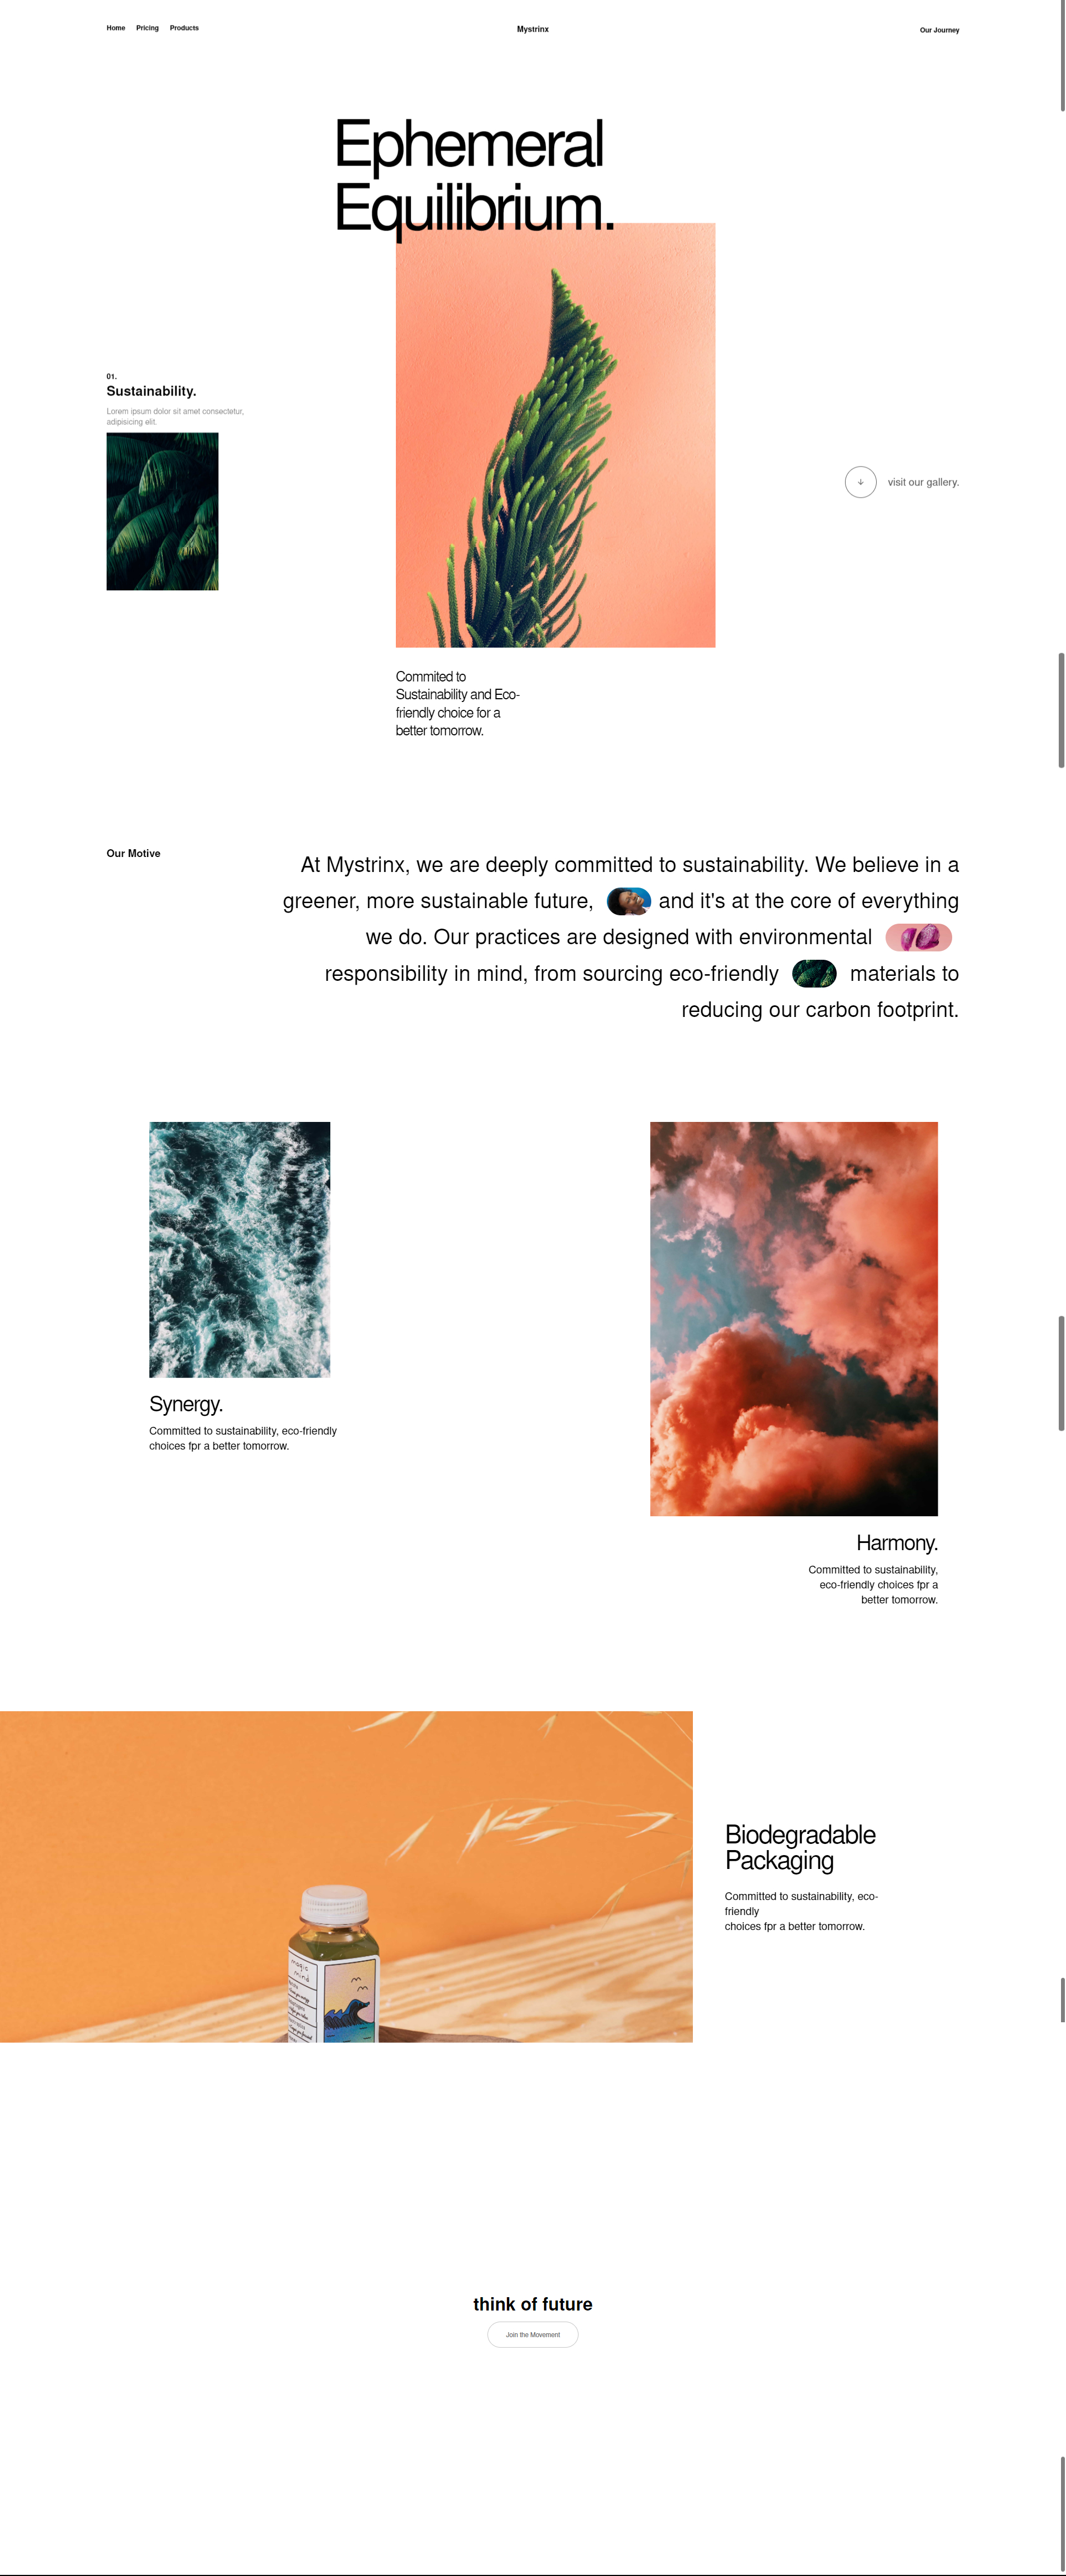 Home Pricing Products
Mystrinx
Our Journey
Ephemeral
Equilibrium.
01.
Sustainability.
Lorem ipsum dolor sit amet consectetur,
adipisicing elit.
visit our gallery.
Commited to
Sustainability and Eco-
friendly choice for a
better tomorrow.
Our Motive
At Mystrinx, we are deeply committed to sustainability. We believe in a
greener, more sustainable future, and it's at the core of everything
we do. Our practices are designed with environmental
responsibility in mind, from sourcing eco-friendly materials to
reducing our carbon footprint.
Synergy.
Committed to sustainability, eco-friendly
choices fpr a better tomorrow.
Harmony.
Committed to sustainability,
eco-friendly choices fpr a
better tomorrow.
magic
mind
Biodegradable
Packaging
Committed to sustainability, eco-
friendly
choices fpr a better tomorrow.
think of future
Join the Movement